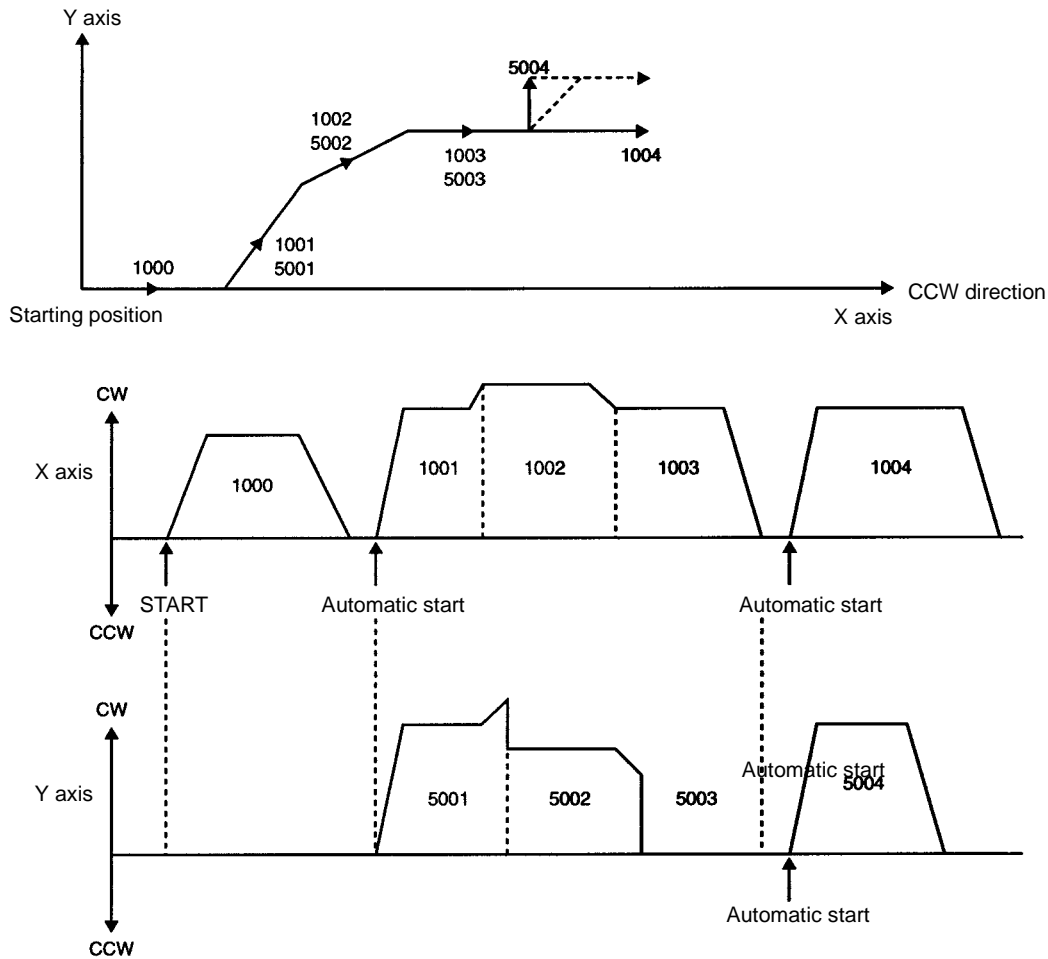 Y axis
5004
1002
5002
1003
5003
1004
1001
5001
1000
CCW direction
Starting position
X axis
CW
X axis
1000
1001
1002
1003
1004
START
Automatic start
Automatic start
CCW
CW
Y axis
5001
5002
5003
Automatic start
5004
Automatic start
CCW